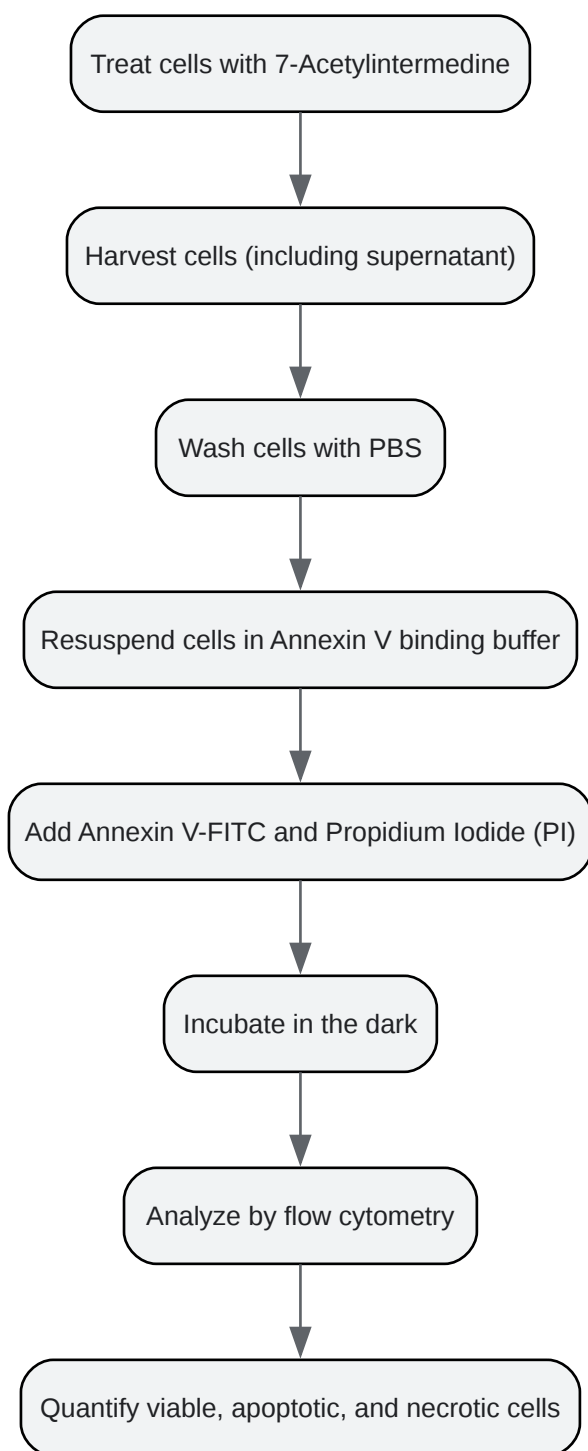 Treat cells with 7-Acetylintermedine
Harvest cells (including supernatant)
Wash cells with PBS
Resuspend cells in Annexin V binding buffer
Add Annexin V-FITC and Propidium Iodide (PI)
Incubate in the dark
Analyze by flow cytometry
Quantify viable, apoptotic, and necrotic cells